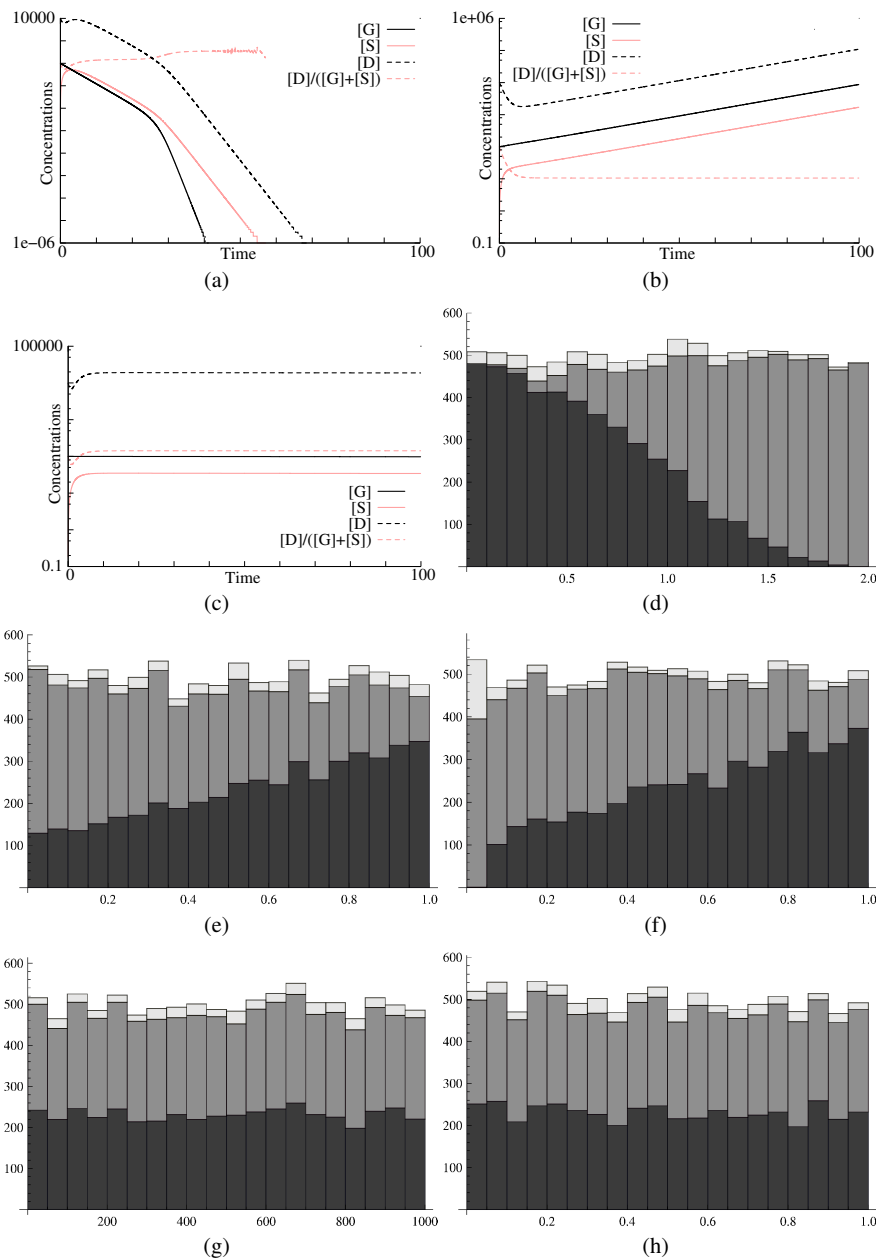 10000
[G]
[S]
[D]
[D]/([G]+[S])
Concentrations
1e-06
0
Time
100
(a)
1e+06
[G]
[S]
[D]
[D]/([G]+[S])
Concentrations
0.1
0
Time
100
(b)
100000
Concentrations
[G]
[S]
[D]
[D]/([G]+[S])
0.1
0
Time
100
(c)
600
500
400
300
200
100
0.5
1.0
1.5
2.0
(d)
600
500
400
300
200
100
0.2
0.4
0.6
0.8
1.0
(e)
500
400
300
200
100
0.2
0.4
0.6
0.8
1.0
(f)
600
500
400
300
200
100
200
400
600
800
1000
(g)
600
500
400
300
200
100
0.2
0.4
0.6
0.8
1.0
(h)